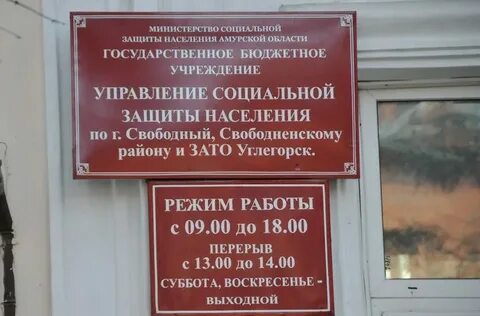 МИНИСТЕРСТВО СОЦИАЛЬНОЙ
ЗАЩИТЫ НАСЕЛЕНИЯ АМУРСКОЙ ОБЛАСТИ
ГОСУДАРСТВЕННОЕ БЮДЖЕТНОЕ
УЧРЕЖДЕНИЕ
УПРАВЛЕНИЕ СОЦИАЛЬНОЙ
ЗАЩИТЫ НАСЕЛЕНИЯ
по г. Свободный, Свободненскому
району и ЗАТО Углегорск.
РЕЖИМ РАБОТЫ
с 09.00 до 18.00
ПЕРЕРЫВ
с 13.00 до 14.00
СУББОТА, ВОСКРЕСЕНЬЕ -
ВЫХОДНОЙ